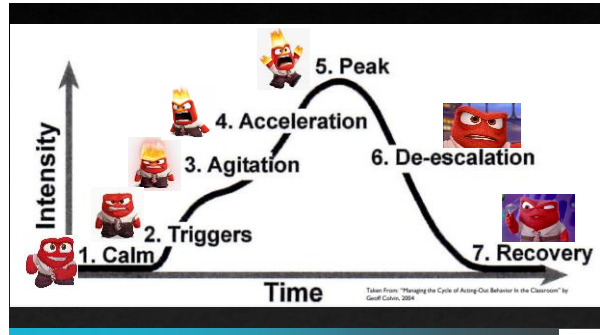 5. Peak
4. Acceleration
3. Agitation
6. De-escalation
2. Triggers
1. Calm
7. Recovery
Intensity
Time
Taken From: "Managing the Cycle of Acting-Out Behavior In the Classroom" by
Geoff Colvin, 2004